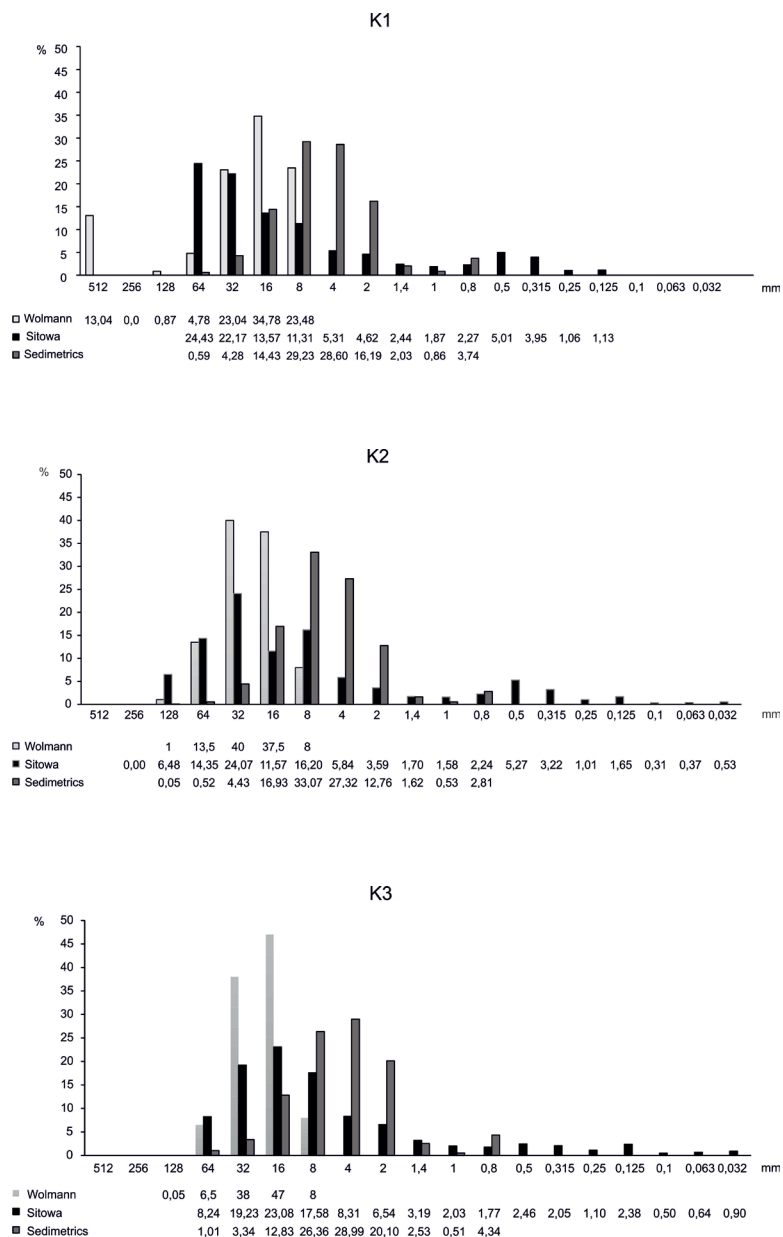 K1
%
50
45
40
35
30
25
20
15
10
5
0
512 256 128 64 32 16 8 4 2 1,4 1 0,8 0,5 0,315 0,25 0,125 0,1 0,063 0,032 mm
Wolmann 13,04 0,0 0,87 4,78 23,04 34,78 23,48
Sitowa 24,43 22,17 13,57 11,31 5,31 4,62 2,44 1,87 2,27 5,01 3,95 1,06 1,13
Sedimetrics 0,59 4,28 14,43 29,23 28,60 16,19 2,03 0,86 3,74
K2
%
50
45
40
35
30
25
20
15
10
5
0
512 256 128 64 32 16 8 4 2 1,4 1 0,8 0,5 0,315 0,25 0,125 0,1 0,063 0,032 mm
Wolmann 1 13,5 40 37,5 8
Sitowa 0,00 6,48 14,35 24,07 11,57 16,20 5,84 3,59 1,70 1,58 2,24 5,27 3,22 1,01 1,65 0,31 0,37 0,53
Sedimetrics 0,05 0,52 4,43 16,93 33,07 27,32 12,76 1,62 0,53 2,81
K3
%
50
45
40
35
30
25
20
15
10
5
0
512 256 128 64 32 16 8 4 2 1,4 1 0,8 0,5 0,315 0,25 0,125 0,1 0,063 0,032 mm
Wolmann 0,05 6,5 38 47 8
Sitowa 8,24 19,23 23,08 17,58 8,31 6,54 3,19 2,03 1,77 2,46 2,05 1,10 2,38 0,50 0,64 0,90
Sedimetrics 1,01 3,34 12,83 26,36 28,99 20,10 2,53 0,51 4,34